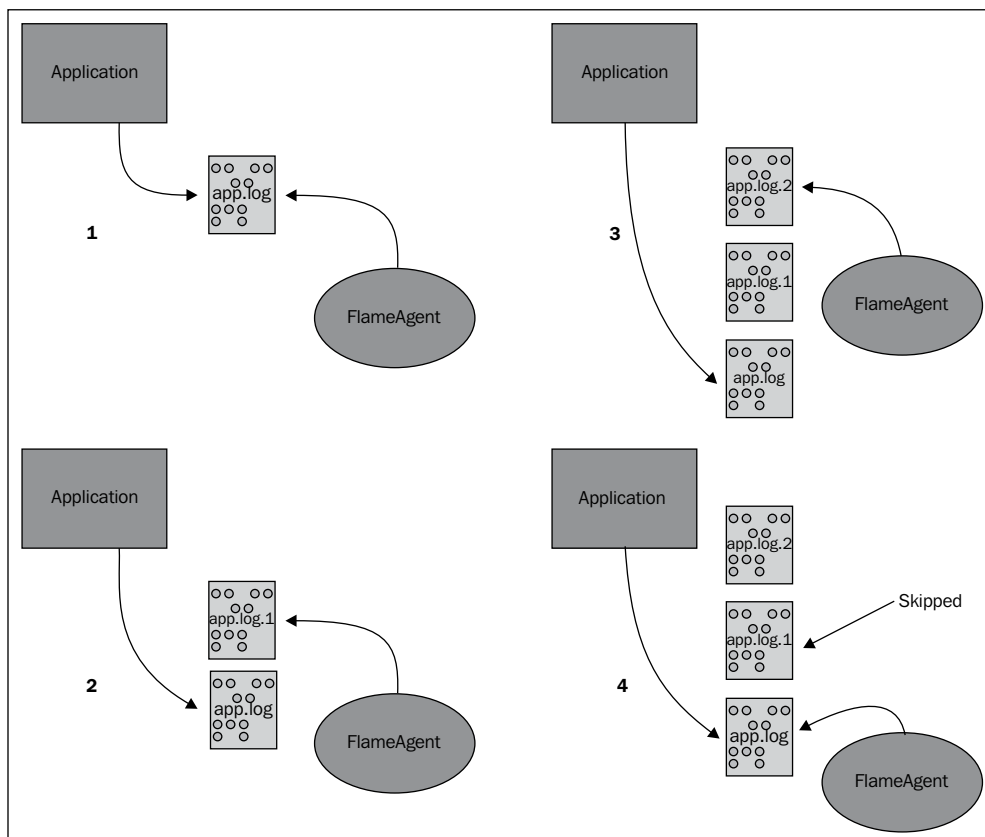 Application
app.log
1
FlameAgent
Application
app.log.1
app.log
2
FlameAgent
Application
app.log.2
3
app.log.1
FlameAgent
app.log
Application
app.log.2
Skipped
app.log.1
4
app.log
FlameAgent